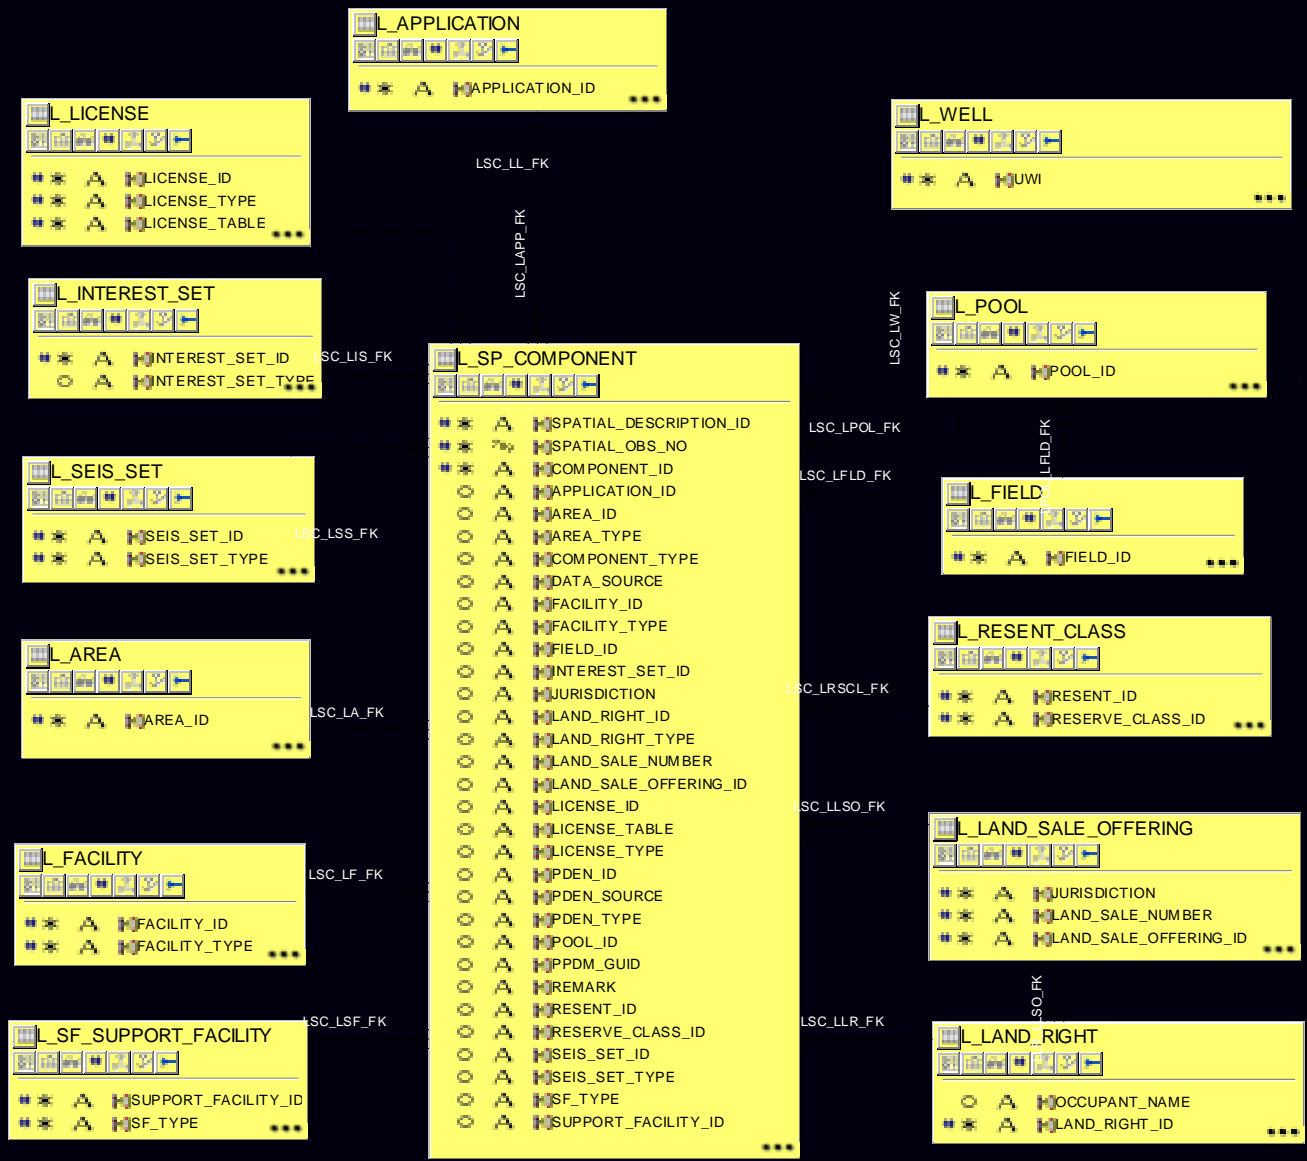 L_APPLICATION
APPLICATION_ID
L_LICENSE
LICENSE_ID
LICENSE_TYPE
LICENSE_TABLE
L_WELL
UWI
LSC_LL_FK
LSC_LAPP_FK
L_INTEREST_SET
INTEREST_SET_ID
INTEREST_SET_TYPE
LSC_LIS_FK
LSC_LW_FK
L_POOL
POOL_ID
L_SP_COMPONENT
SPATIAL_DESCRIPTION_ID
SPATIAL_OBS_NO
COMPONENT_ID
APPLICATION_ID
AREA_ID
AREA_TYPE
COMPONENT_TYPE
DATA_SOURCE
FACILITY_ID
FACILITY_TYPE
FIELD_ID
INTEREST_SET_ID
JURISDICTION
LAND_RIGHT_ID
LAND_RIGHT_TYPE
LAND_SALE_NUMBER
LAND_SALE_OFFERING_ID
LICENSE_ID
LICENSE_TABLE
LICENSE_TYPE
PDEN_ID
PDEN_SOURCE
PDEN_TYPE
POOL_ID
PPDM_GUID
REMARK
RESENT_ID
RESERVE_CLASS_ID
SEIS_SET_ID
SEIS_SET_TYPE
SF_TYPE
SUPPORT_FACILITY_ID
LSC_LPOL_FK
LSC_LFLD_FK
L_SEIS_SET
SEIS_SET_ID
SEIS_SET_TYPE
LSC_LSS_FK
L_FIELD
FIELD_ID
L_AREA
AREA_ID
LSC_LA_FK
L_RESENT_CLASS
RESENT_ID
RESERVE_CLASS_ID
LSC_LRSCL_FK
LSC_LLSO_FK
L_LAND_SALE_OFFERING
JURISDICTION
LAND_SALE_NUMBER
LAND_SALE_OFFERING_ID
L_FACILITY
FACILITY_ID
FACILITY_TYPE
LSC_LF_FK
L_SF_SUPPORT_FACILITY
SUPPORT_FACILITY_ID
SF_TYPE
LSC_LSF_FK
LSC_LLR_FK
L_LAND_RIGHT
OCCUPANT_NAME
LAND_RIGHT_ID